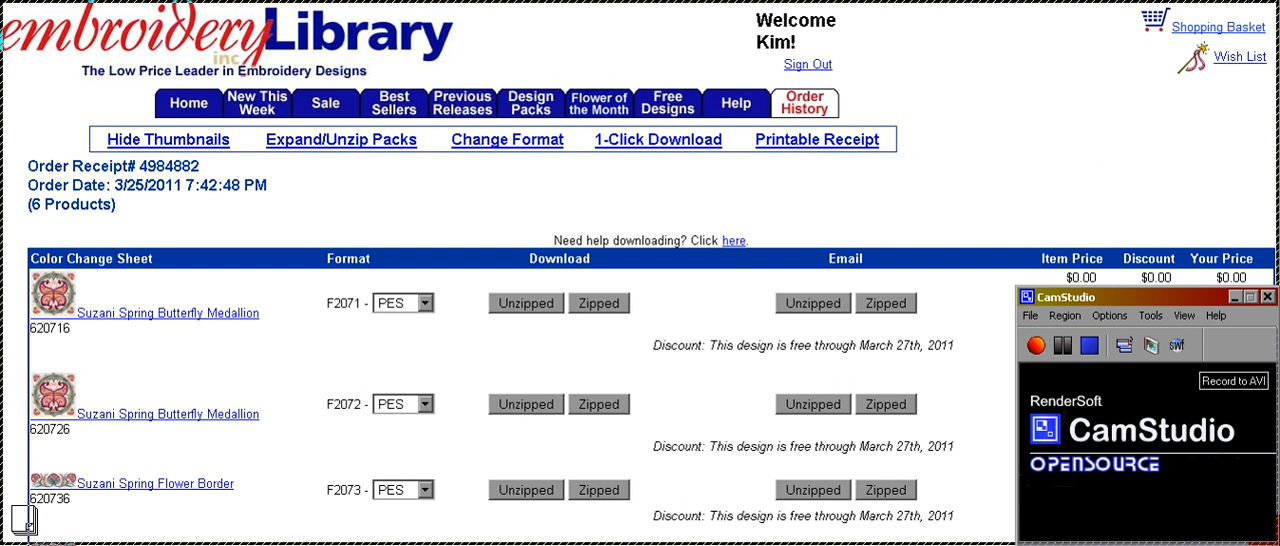 embroidery Library
inc
The Low Price Leader in Embroidery Designs
Welcome
Kim!
Sign Out
Shopping Basket
Wish List
Home
New This
Week
Sale
Best
Sellers
Previous
Releases
Design
Packs
Flower of
the Month
Free
Designs
Help
Order
History
Hide Thumbnails Expand/Unzip Packs Change Format 1-Click Download Printable Receipt
Order Receipt# 4984882
Order Date: 3/25/2011 7:42:48 PM
(6 Products)
Need help downloading? Click here.
Color Change Sheet Format Download Email Item Price Discount Your Price
$0.00 $0.00 $0.00
Suzani Spring Butterfly Medallion F2071 - PES Unzipped Zipped Unzipped Zipped
620716
Discount: This design is free through March 27th, 2011
Suzani Spring Butterfly Medallion F2072 - PES Unzipped Zipped Unzipped Zipped
620726
Discount: This design is free through March 27th, 2011
Suzani Spring Flower Border F2073 - PES Unzipped Zipped Unzipped Zipped
620736
Discount: This design is free through March 27th, 2011
CamStudio
File Region Options Tools View Help
SWF
Record to AVI
RenderSoft
CamStudio
OPENSOURCE